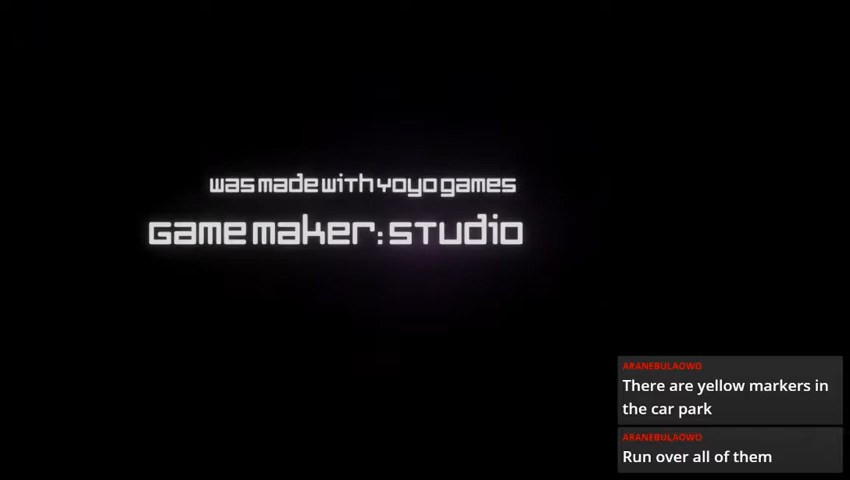 was made with yoyo games
Game maker: studio
ARANEBULAOWO
There are yellow markers in
the car park
ARANEBULAOWO
Run over all of them